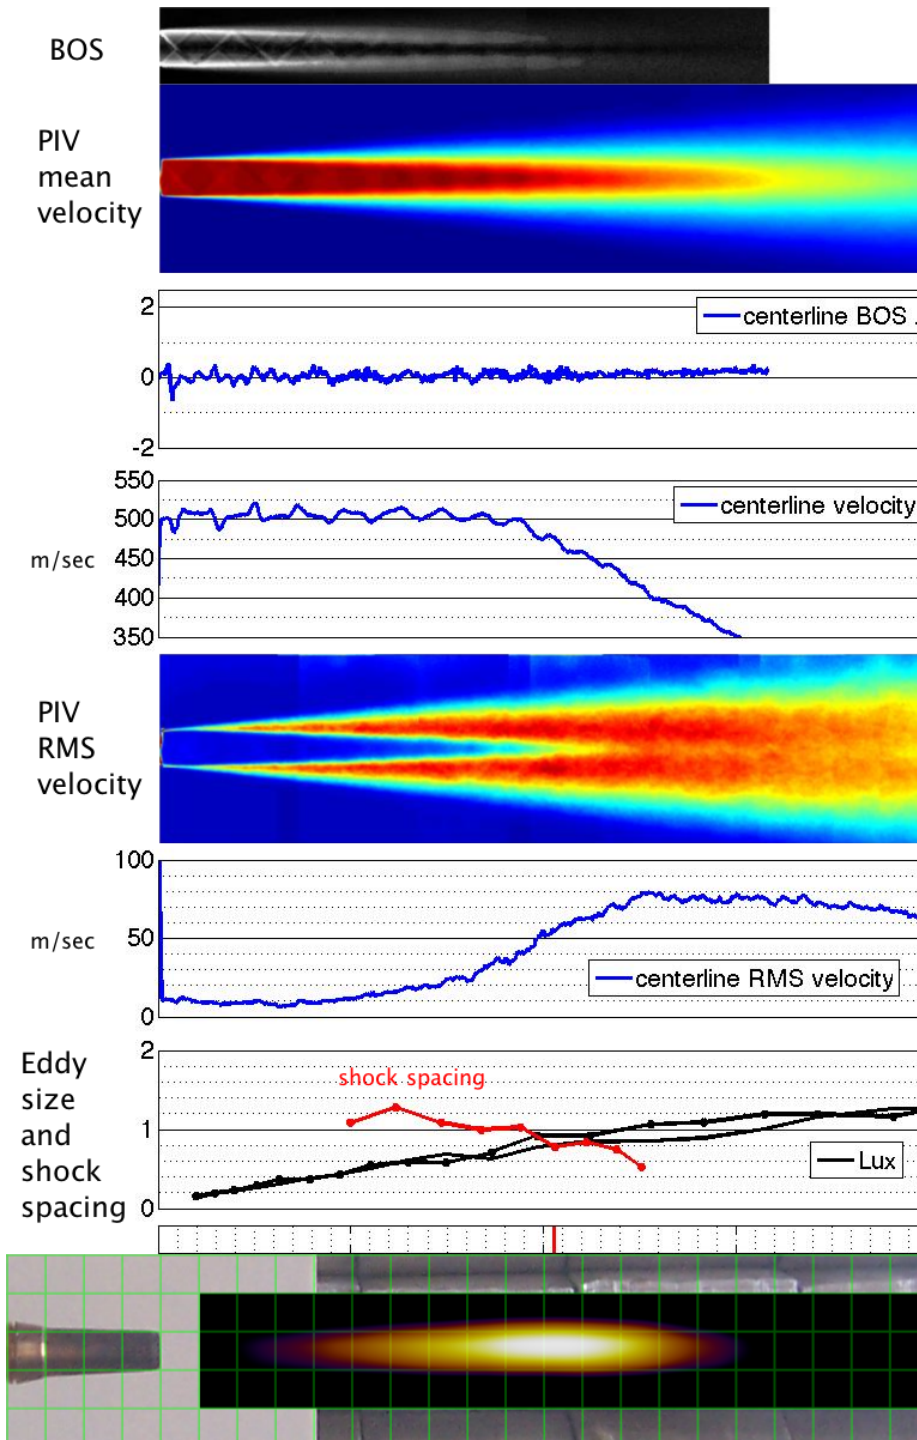 BOS
PIV
mean
velocity
2
centerline BOS .
0
-2
550
centerline velocity
500
m/sec
450
400
350
PIV
RMS
velocity
100
m/sec
50
centerline RMS velocity
0
Eddy
size
and
shock
spacing
2
shock spacing
1
Lux
0